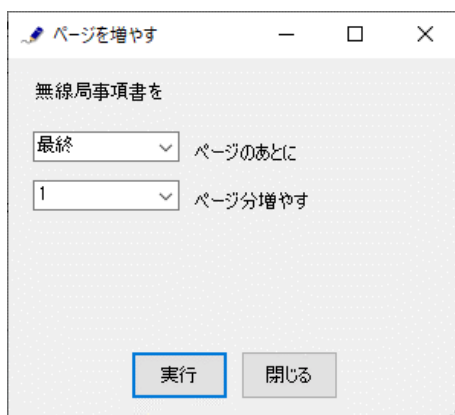 ページを増やす
無線局事項書を
最終 ページのあとに
1 ページ分増やす
実行 閉じる